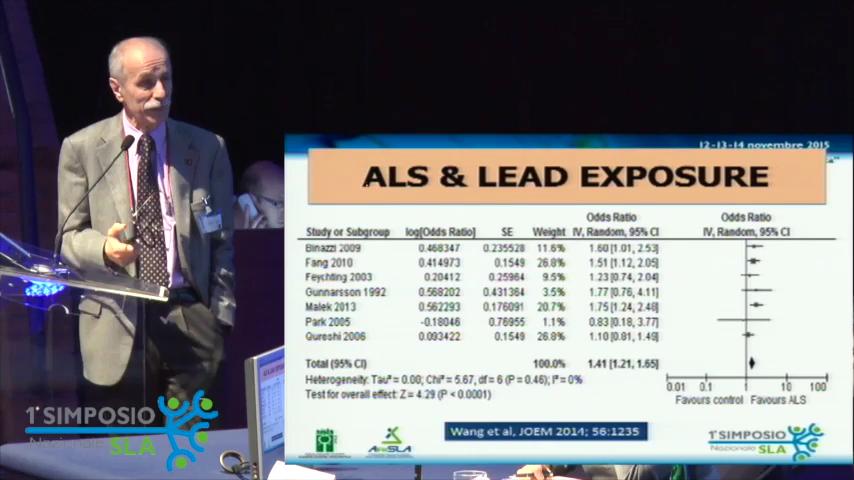 12-13-14 novembre 2015
ALS & LEAD EXPOSURE
Odds Ratio Odds Ratio
Study or Subgroup log[Odds Ratio] SE Weight IV, Random, 95% CI IV, Random, 95% CI
Binazzi 2009 0.468347 0.235528 11.6% 1.60 [1.01, 2.53]
Fang 2010 0.414973 0.1549 26.8% 1.51 [1.12, 2.05]
Feychting 2003 0.20412 0.25964 9.5% 1.23 [0.74, 2.04]
Gunnarsson 1992 0.568202 0.431364 3.5% 1.77 [0.76, 4.11]
Malek 2013 0.562293 0.176091 20.7% 1.75 [1.24, 2.48]
Park 2005 -0.18046 0.76955 1.1% 0.83 [0.18, 3.77]
Qureshi 2006 0.093422 0.1549 26.8% 1.10 [0.81, 1.49]
Total (95% CI) 100.0% 1.41 [1.21, 1.65]
Heterogeneity: Tau² = 0.00; Chi² = 5.67, df = 6 (P = 0.46); I² = 0%
Test for overall effect: Z = 4.29 (P < 0.0001)
0.01 0.1 1 10 100
Favours control Favours ALS
Wang et al, JOEM 2014; 56:1235
1° SIMPOSIO
Nazionale SLA
1° SIMPOSIO
Nazionale SLA